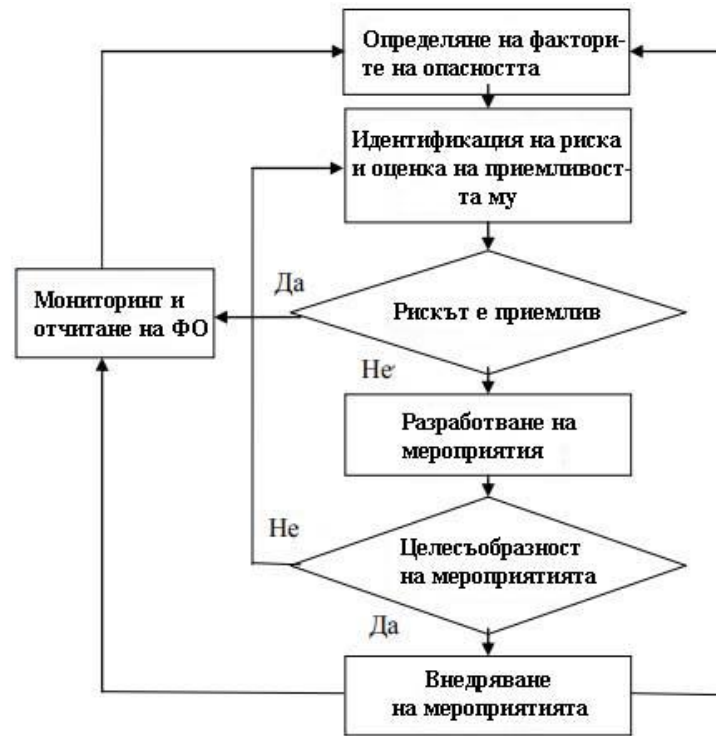 Определяне на фактори-
те на опасността
Идентификация на риска
и оценка на приемливост-
та му
Да
Мониторинг и
отчитане на ФО
Рискът е приемлив
Не
Разработване на
мероприятия
Не
Целесъобразност
на мероприятията
Да
Внедряване
на мероприятията